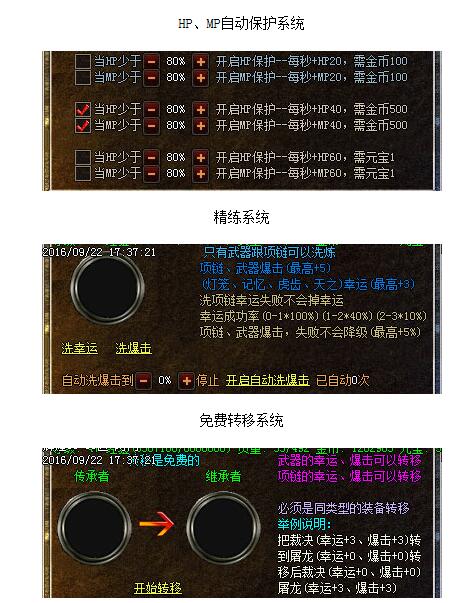 HP、MP自动保护系统
当HP少于 80% 开启HP保护--每秒+HP20，需金币100
当MP少于 80% 开启MP保护--每秒+MP20，需金币100
当HP少于 80% 开启HP保护--每秒+HP40，需金币500
当MP少于 80% 开启MP保护--每秒+MP40，需金币500
当HP少于 80% 开启HP保护--每秒+HP60，需元宝1
当MP少于 80% 开启MP保护--每秒+MP60，需元宝1
精练系统
2016/09/22 17:37:21 只有武器跟项链可以洗炼
项链、武器爆击(最高+5)
(灯笼、记忆、虎齿、天之)幸运(最高+3)
洗项链幸运失败不会掉幸运
幸运成功率(0-1*100%)(1-2*40%)(2-3*10%)
项链、武器爆击，失败不会降级(最高+5%)
洗幸运 洗爆击
自动洗爆击到 0% 停止 开启自动洗爆击 已自动0次
免费转移系统
2016/09/22 17:37:21 是免费的 武器的幸运、爆击可以转移
传承者 继承者 项链的幸运、爆击可以转移
必须是同类型的装备转移
举例说明：
把裁决(幸运+3、爆击+3)转
到屠龙(幸运+0、爆击+0)转
移后裁决(幸运+0、爆击+0)
屠龙(幸运+3、爆击+3)
开始转移